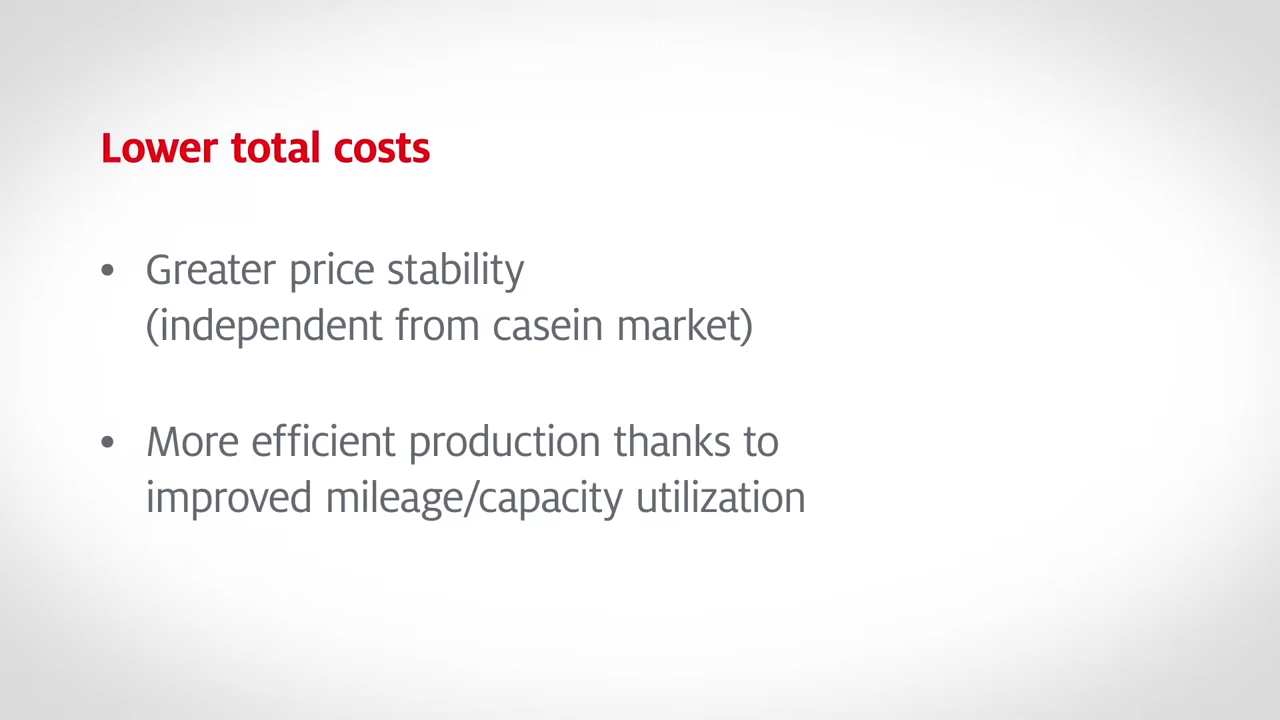 Lower total costs
• Greater price stability
(independent from casein market)
• More efficient production thanks to
improved mileage/capacity utilization